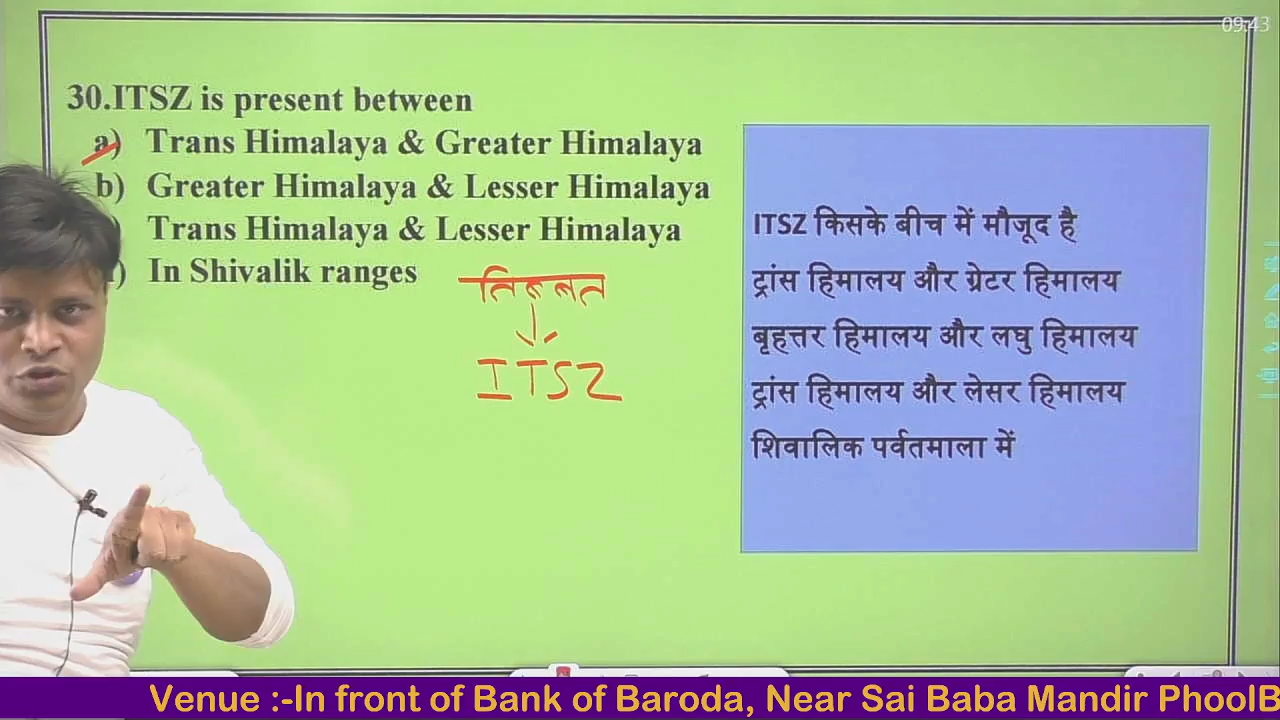 09:43
30.ITSZ is present between
a) Trans Himalaya & Greater Himalaya
b) Greater Himalaya & Lesser Himalaya
) Trans Himalaya & Lesser Himalaya
) In Shivalik ranges
तिब्बत
ITSZ
ITSZ किसके बीच में मौजूद है
ट्रांस हिमालय और ग्रेटर हिमालय
बृहत्तर हिमालय और लघु हिमालय
ट्रांस हिमालय और लेसर हिमालय
शिवालिक पर्वतमाला में
Venue :-In front of Bank of Baroda, Near Sai Baba Mandir PhoolB